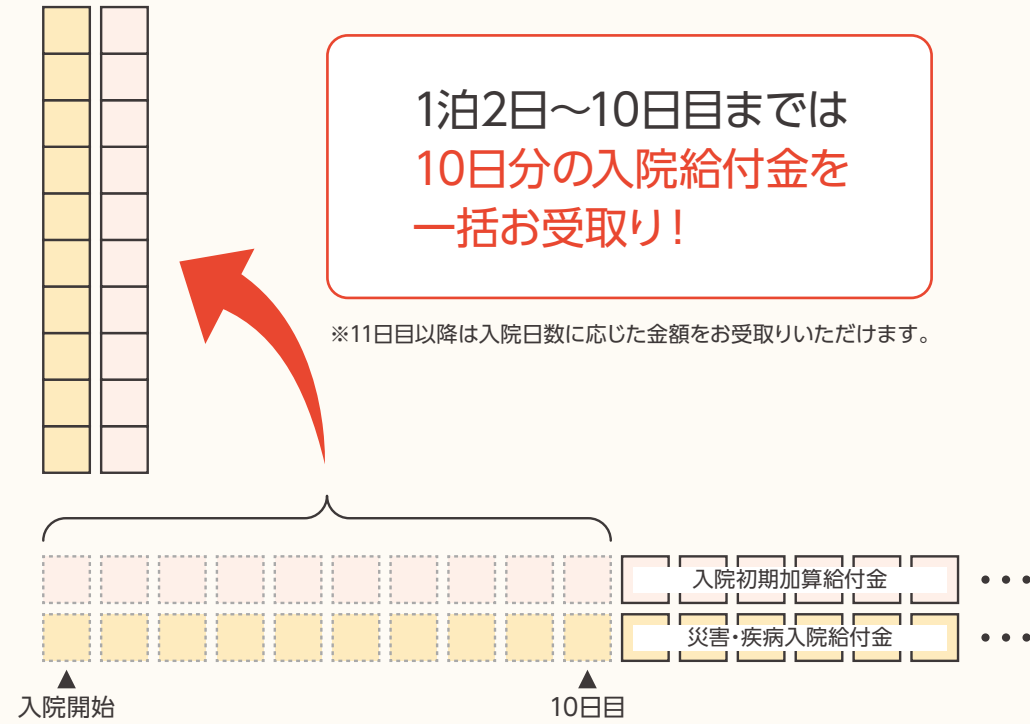 1泊2日〜10日目までは
10日分の入院給付金を
一括お受取り!
※11日目以降は入院日数に応じた金額をお受取りいただけます。
入院初期加算給付金
災害・疾病入院給付金
入院開始
10日目